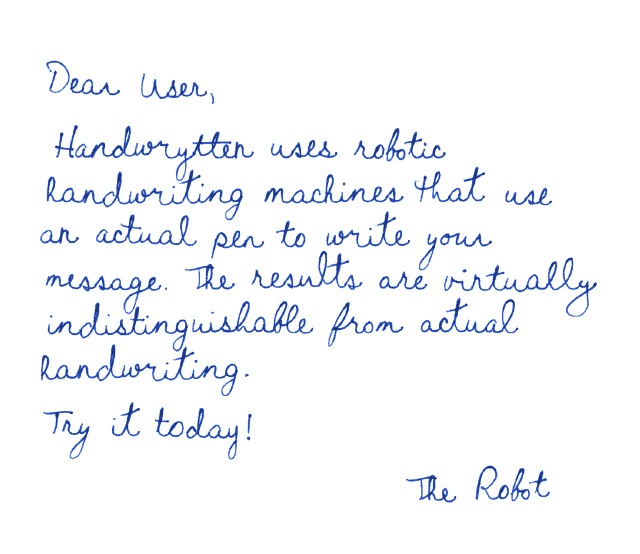 Dear User,
Handwrytten uses robotic
handwriting machines that use
an actual pen to write your
message. The results are virtually
indistinguishable from actual
handwriting.
Try it today!
The Robot